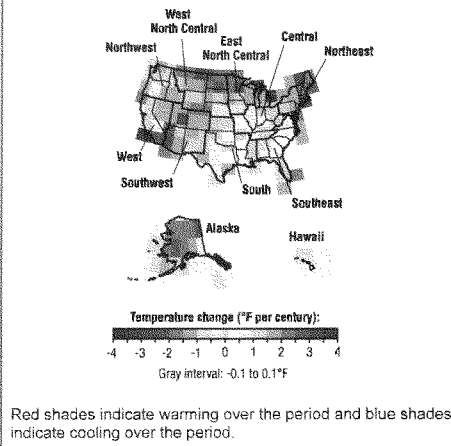 West
North Central
Northwest
East
North Central
Central
Northeast
West
Southwest
South
Southeast
Alaska
Hawaii
Temperature change (°F per century):
-4 -3 -2 -1 0 1 2 3 4
Gray interval: -0.1 to 0.1°F
Red shades indicate warming over the period and blue shades
indicate cooling over the period.